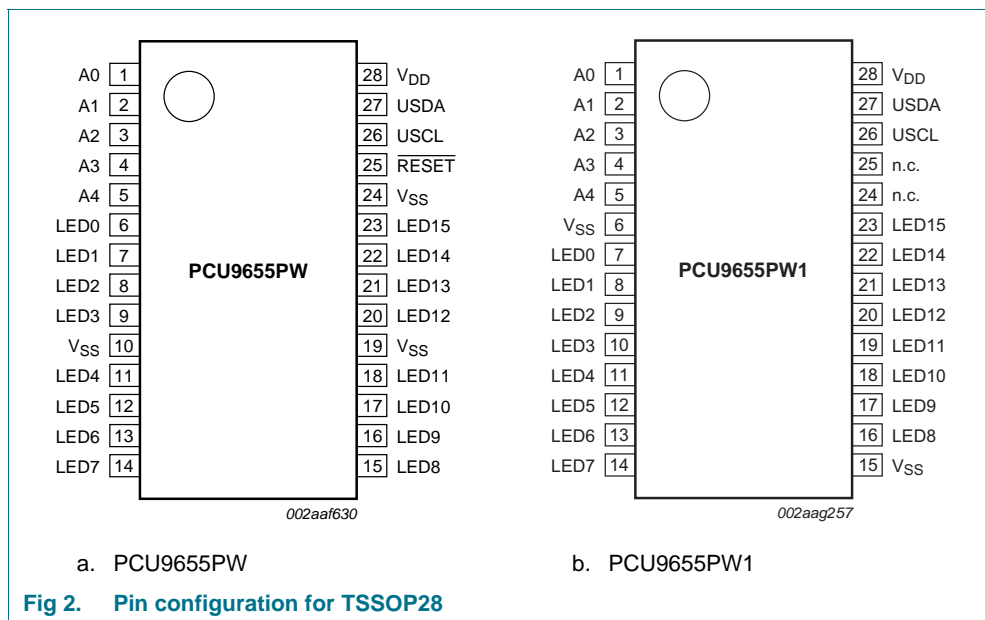 A0 1 28 VDD
A1 2 27 USDA
A2 3 26 USCL
A3 4 25 RESET
A4 5 24 VSS
LED0 6 23 LED15
LED1 7 22 LED14
LED2 8 21 LED13
LED3 9 20 LED12
VSS 10 19 VSS
LED4 11 18 LED11
LED5 12 17 LED10
LED6 13 16 LED9
LED7 14 15 LED8
PCU9655PW
002aaf630
a. PCU9655PW
A0 1 28 VDD
A1 2 27 USDA
A2 3 26 USCL
A3 4 25 n.c.
A4 5 24 n.c.
VSS 6 23 LED15
LED0 7 22 LED14
LED1 8 21 LED13
LED2 9 20 LED12
LED3 10 19 LED11
LED4 11 18 LED10
LED5 12 17 LED9
LED6 13 16 LED8
LED7 14 15 VSS
PCU9655PW1
002aag257
b. PCU9655PW1
Fig 2. Pin configuration for TSSOP28